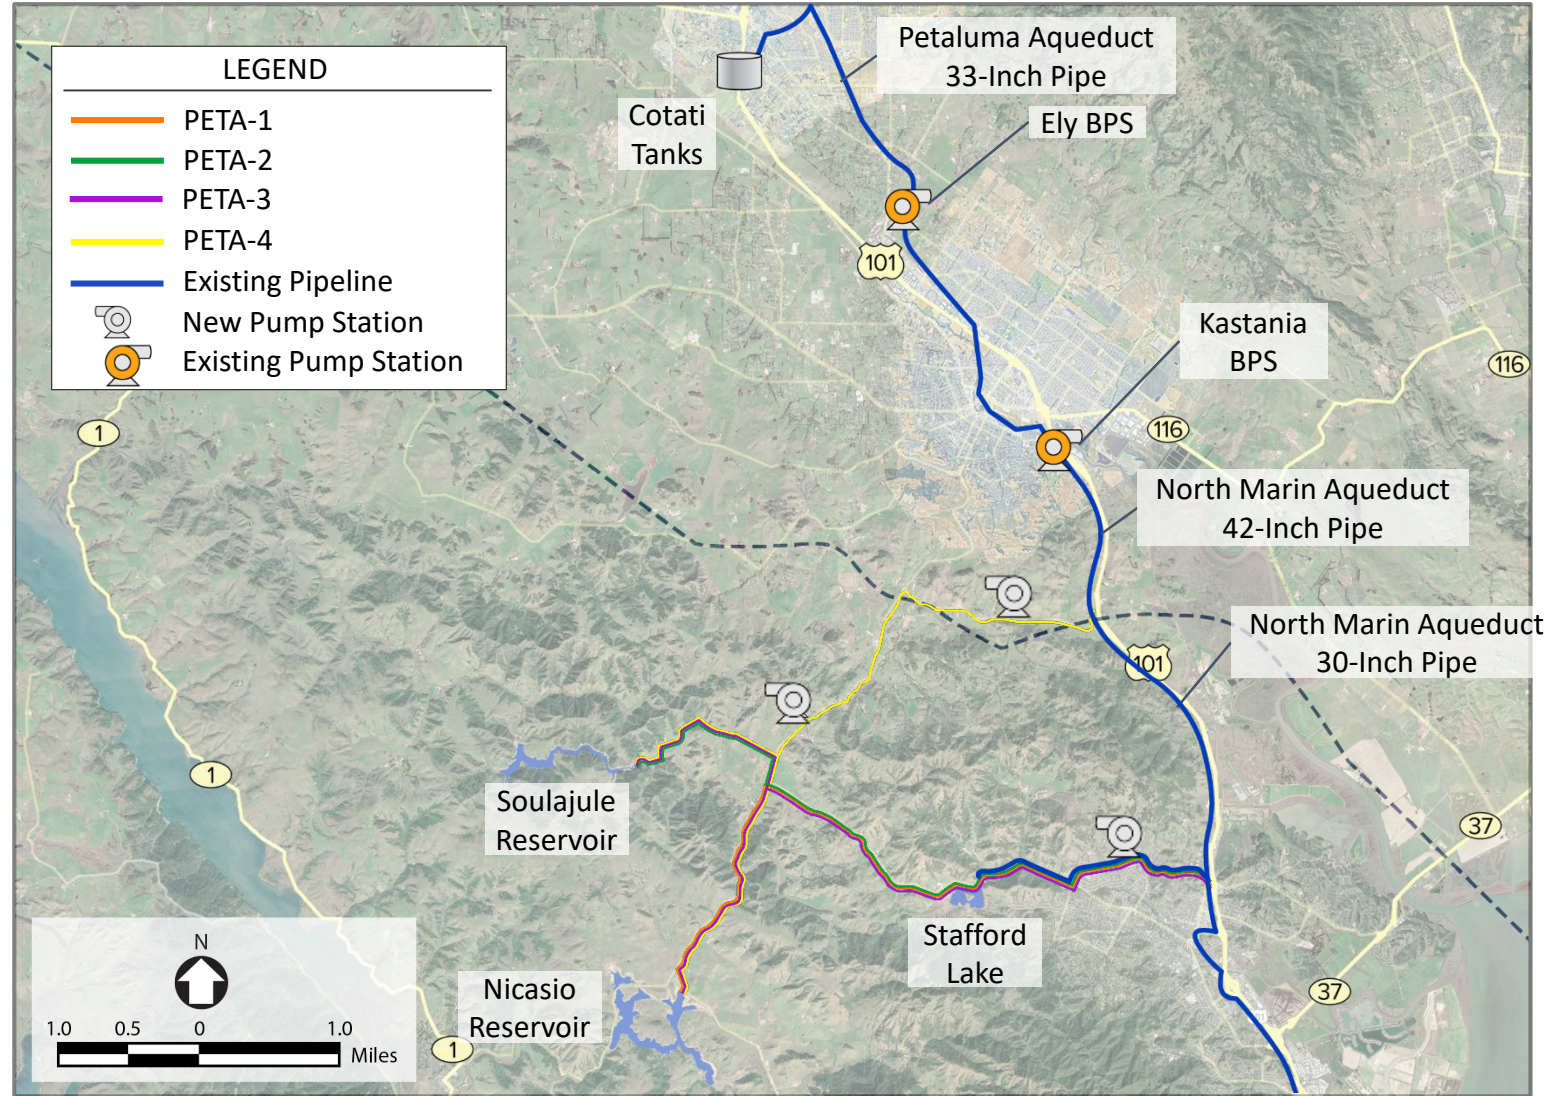 LEGEND
PETA-1
PETA-2
PETA-3
PETA-4
Existing Pipeline
New Pump Station
Existing Pump Station
Petaluma Aqueduct
33-Inch Pipe
Cotati
Tanks
Ely BPS
101
Kastania
BPS
116
116
1
North Marin Aqueduct
42-Inch Pipe
North Marin Aqueduct
30-Inch Pipe
101
1
Soulajule
Reservoir
37
Stafford
Lake
Nicasio
Reservoir
37
1
N
1.0 0.5 0 1.0
Miles